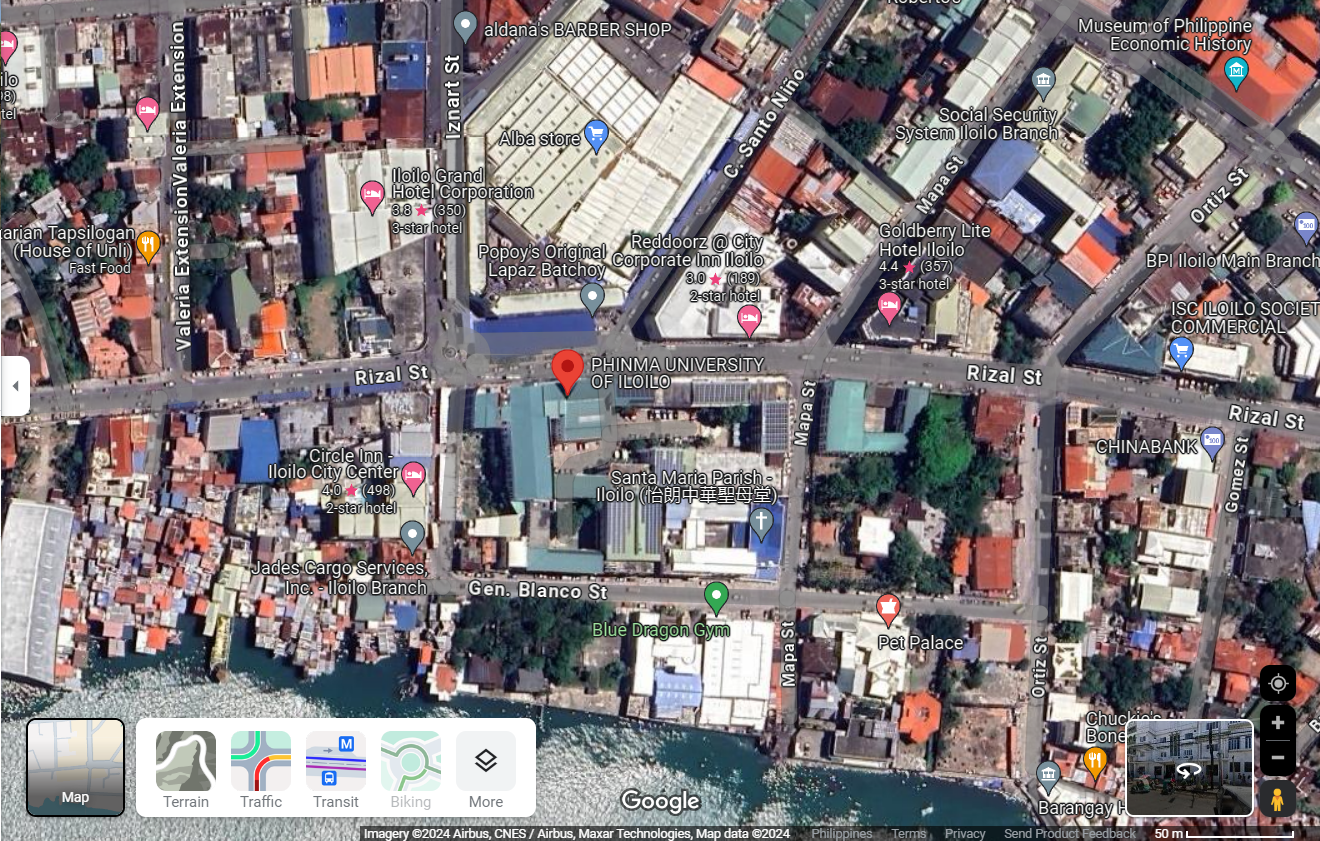 Roberto's
aldana's BARBER SHOP
Museum of Philippine
Economic History
Valeria Extension
Iznart St
C. Santo Niño
Alba store
Social Security
System Iloilo Branch
Iloilo Grand
Hotel Corporation
3.8 ★ (350)
3-star hotel
Mapa St
Ortiz St
Valeria Extension
(House of Unli)
Fast Food
Tapsilogan
Popoy's Original
Lapaz Batchoy
Reddoorz @ City
Corporate Inn Iloilo
3.0 ★ (189)
2-star hotel
Goldberry Lite
Hotel Iloilo
4.4 ★ (357)
3-star hotel
BPI Iloilo Main Branch
Valeria Extension
ISC ILOILO SOCIET
COMMERCIAL
PHINMA UNIVERSITY
OF ILOILO
Rizal St
Rizal St
Rizal St
Mapa St
CHINABANK
Gomez St
Circle Inn -
Iloilo City Center
4.0 ★ (498)
2-star hotel
Santa Maria Parish -
Iloilo (怡朗中華聖母堂)
Jades Cargo Services,
Inc. - Iloilo Branch
Gen. Blanco St
Blue Dragon Gym
Pet Palace
Mapa St
Ortiz St
Chuckie's
Bone
Barangay H
Map
Terrain
Traffic
M
Transit
Biking
More
Google
Imagery ©2024 Airbus, CNES / Airbus, Maxar Technologies, Map data ©2024
Philippines
Terms
Privacy
Send Product Feedback
50 m